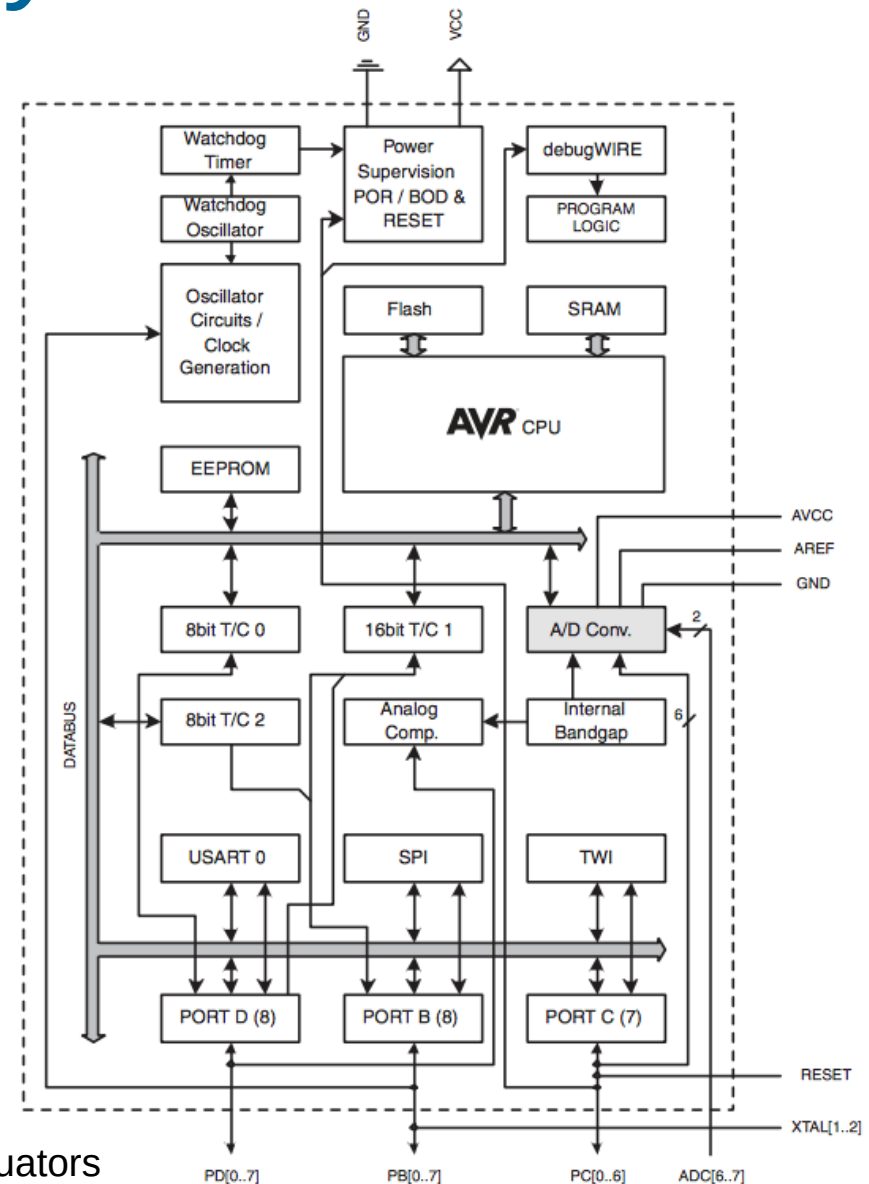 GND
VCC
Watchdog
Timer
Power
Supervision
POR / BOD &
RESET
debugWIRE
Watchdog
Oscillator
PROGRAM
LOGIC
Oscillator
Circuits /
Clock
Generation
Flash
SRAM
AVR CPU
EEPROM
AVCC
AREF
GND
8bit T/C 0
16bit T/C 1
A/D Conv.
2
DATABUS
8bit T/C 2
Analog
Comp.
Internal
Bandgap
6
USART 0
SPI
TWI
PORT D (8)
PORT B (8)
PORT C (7)
RESET
XTAL[1..2]
uators
PD[0..7]
PB[0..7]
PC[0..6]
ADC[6..7]